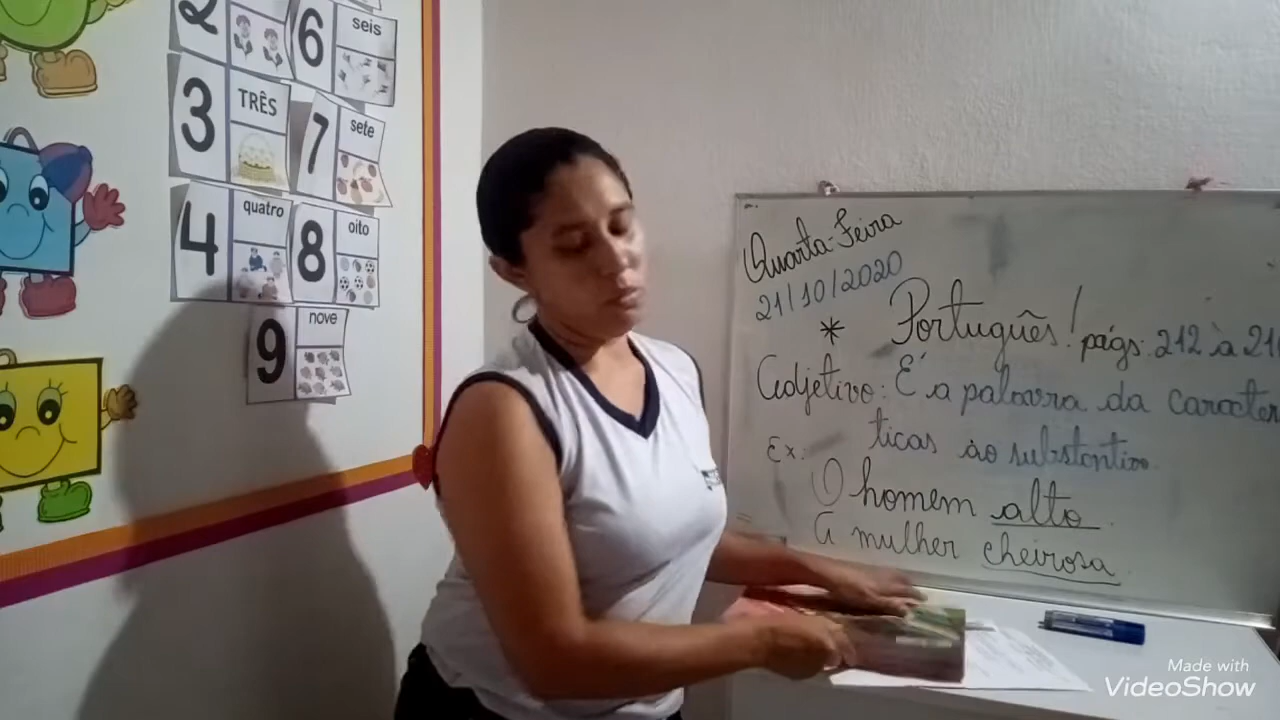 2
6
seis
3
TRÊS
7
sete
4
quatro
8
oito
9
nove
Quarta-Feira
21/10/2020
* Português! págs. 212 à 21
Adjetivo: É a palavra da caracter
ticas ao substantivo.
Ex.:
O homem alto.
A mulher cheirosa
Made with
VideoShow